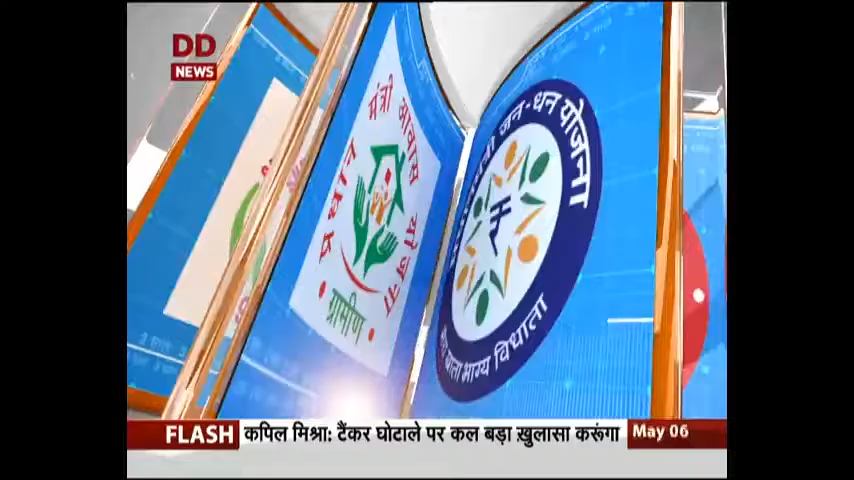 DD
NEWS
प्रधान मंत्री आवास योजना
ग्रामीण
जन-धन योजना
खाता भाग्य विधाता
FLASH
कपिल मिश्रा: टैंकर घोटाले पर कल बड़ा ख़ुलासा करूंगा
May 06